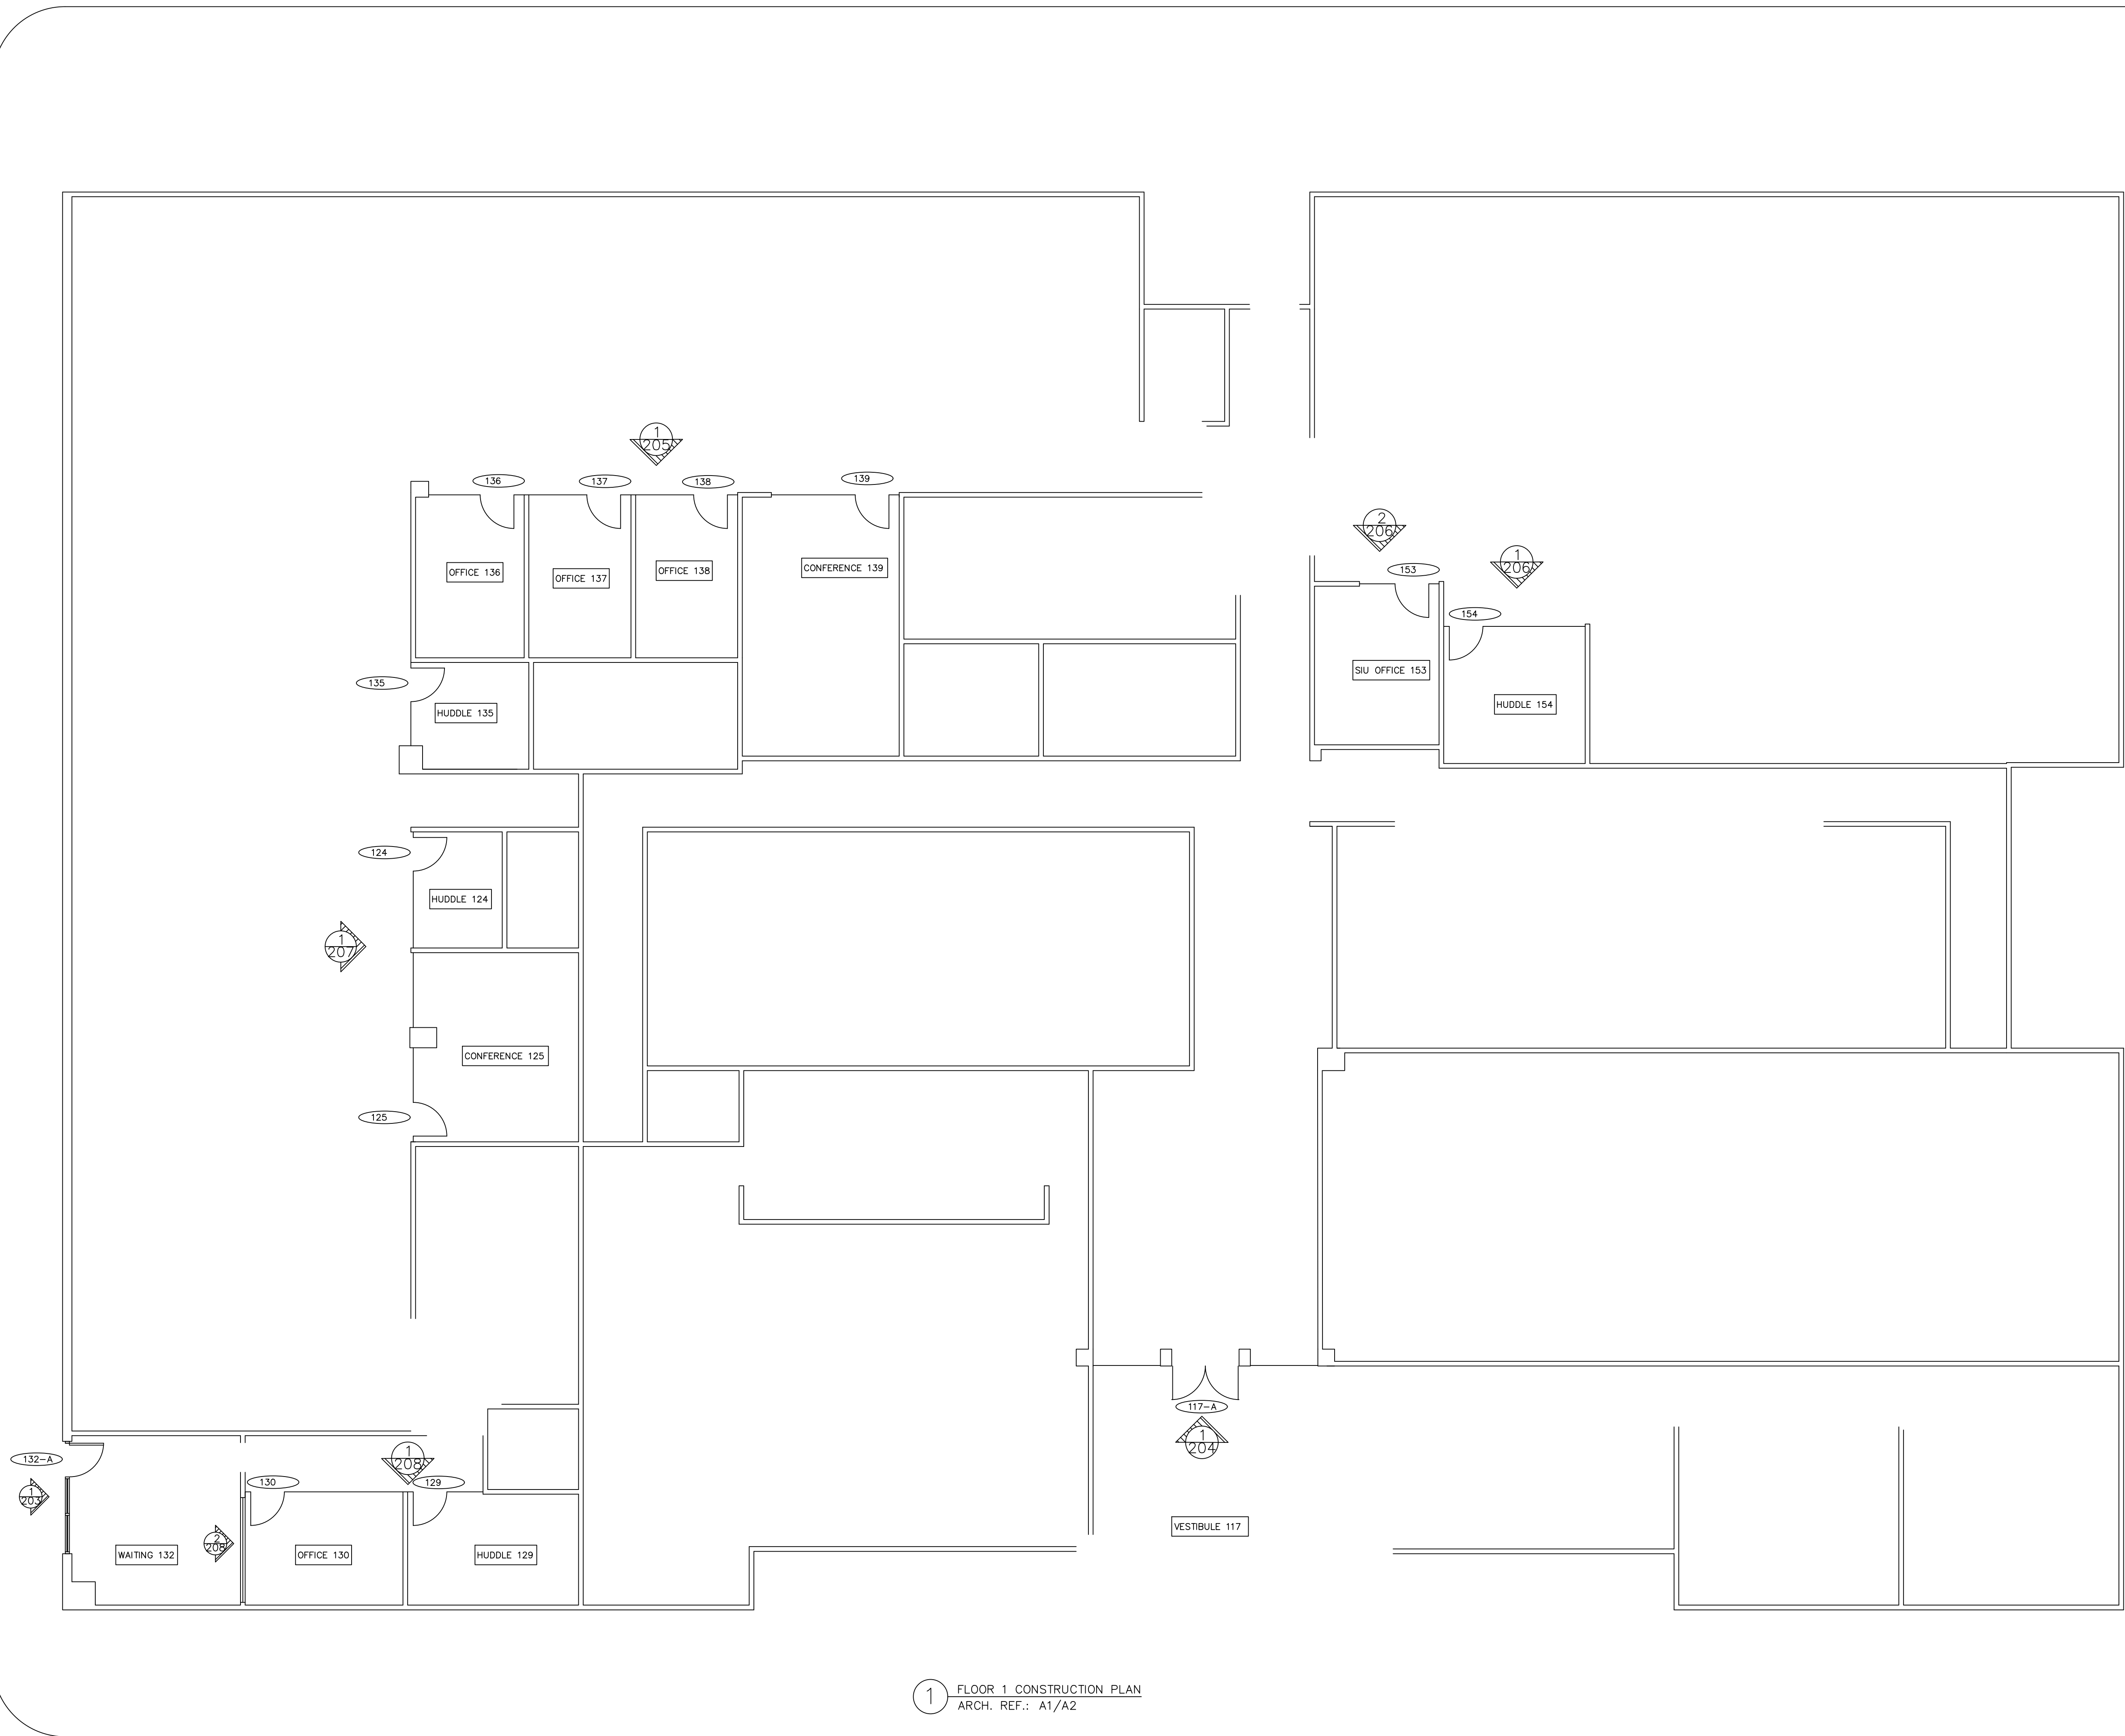 1
205
136
137
138
139
OFFICE 136
OFFICE 137
OFFICE 138
CONFERENCE 139
2
206
1
206
153
154
SIU OFFICE 153
HUDDLE 154
135
HUDDLE 135
124
HUDDLE 124
1
207
CONFERENCE 125
125
117-A
1
204
132-A
1
203
130
1
208
129
2
208
WAITING 132
OFFICE 130
HUDDLE 129
VESTIBULE 117
1
FLOOR 1 CONSTRUCTION PLAN
ARCH. REF.: A1/A2